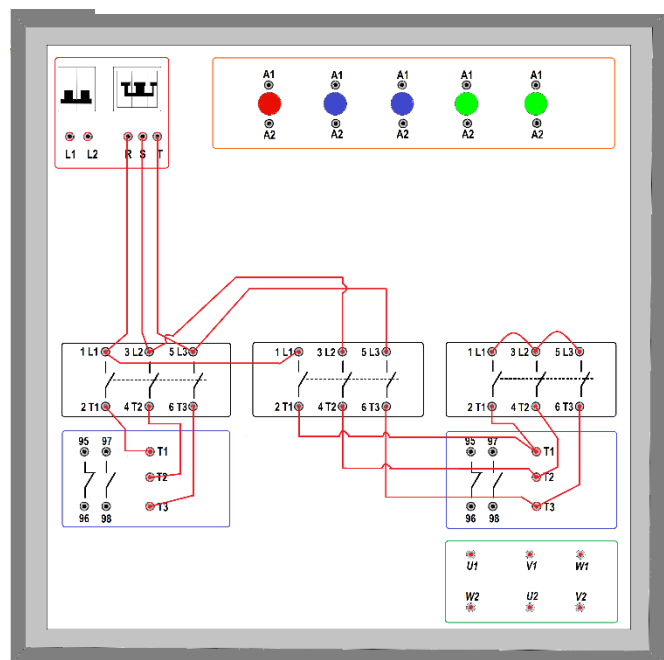 A1 A1 A1 A1 A1
A2 A2 A2 A2 A2
L1 L2 R S T
1 L1 3 L2 5 L3 1 L1 3 L2 5 L3 1 L1 3 L2 5 L3
2 T1 4 T2 6 T3 2 T1 4 T2 6 T3 2 T1 4 T2 6 T3
95 97 T1 95 97 T1
T2 T2
96 98 T3 96 98 T3
U1 V1 W1
W2 U2 V2